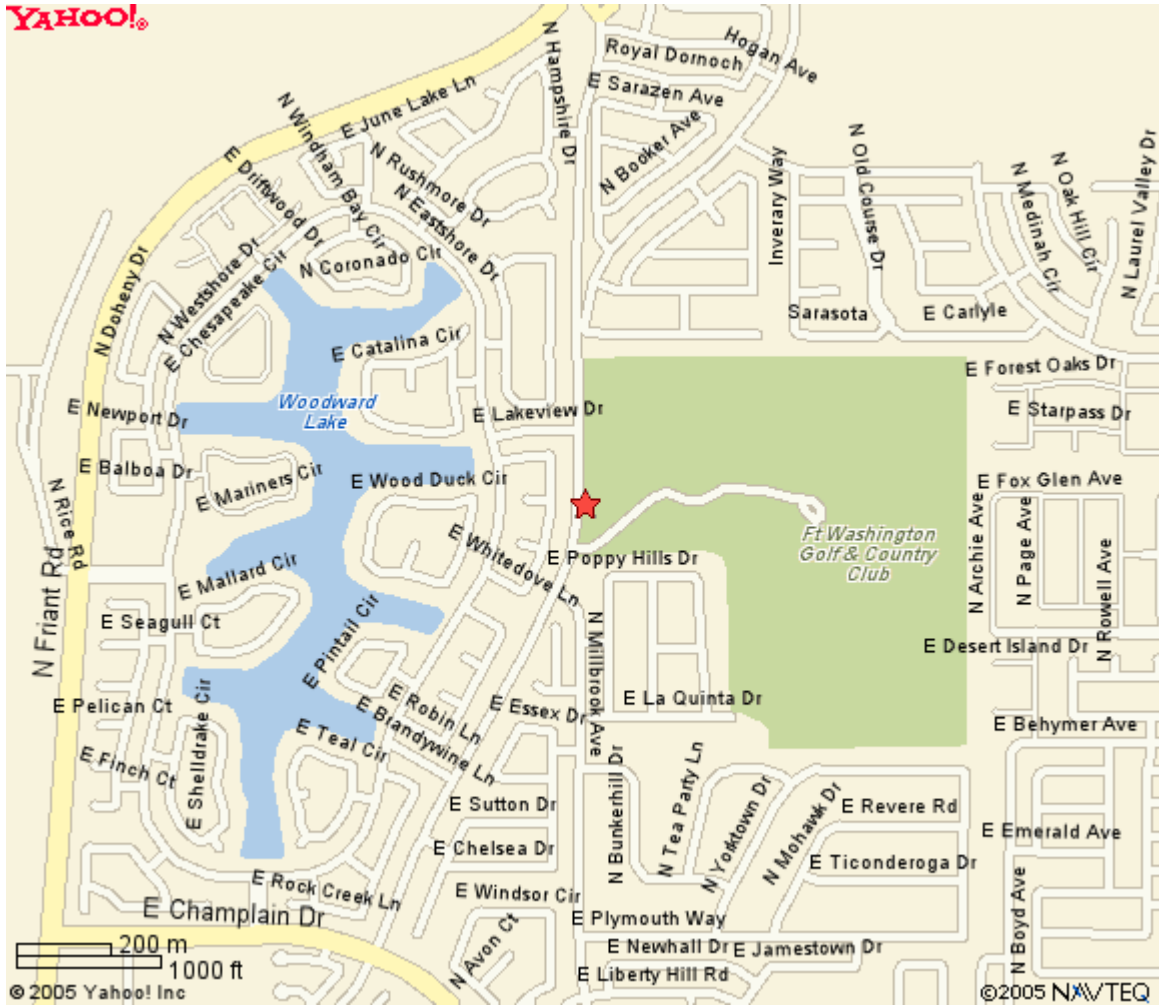 YAHOO!®
Hogan Ave
Royal Dornoch
N Hampshire Dr
E Sarazen Ave
E June Lake Ln
N Windham Bay Cir
N Rushmore Dr
N Booker Ave
N Old Course Dr
N Oak Hill Cir
N Laurel Valley Dr
N Medinah Cir
Inverary Way
E Driftwood Dr
N Eastshore Dr
N Coronado Cir
N Westshore Dr
E Chesapeake Cir
N Doheny Dr
Sarasota
E Carlyle
E Catalina Cir
E Forest Oaks Dr
Woodward
Lake
E Newport Dr
E Lakeview Dr
E Starpass Dr
E Balboa Dr
E Mariners Cir
E Wood Duck Cir
E Fox Glen Ave
N Rice Rd
N Archie Ave
N Page Ave
N Rowell Ave
Ft Washington
Golf & Country
Club
E Whitedove Ln
E Poppy Hills Dr
E Mallard Cir
N Friant Rd
E Seagull Ct
E Pintail Cir
N Millbrook Ave
E Desert Island Dr
E Pelican Ct
E Shelldrake Cir
E Robin Ln
E Essex Dr
E La Quinta Dr
E Brandywine Ln
E Behymer Ave
E Teal Cir
E Finch Ct
N Tea Party Ln
N Bunkerhill Dr
N Yorktown Dr
N Mohawk Dr
E Sutton Dr
E Revere Rd
E Emerald Ave
E Chelsea Dr
E Ticonderoga Dr
E Rock Creek Ln
E Windsor Cir
N Boyd Ave
E Champlain Dr
E Plymouth Way
N Avon Ct
E Newhall Dr
E Jamestown Dr
200 m
1000 ft
E Liberty Hill Rd
© 2005 Yahoo! Inc
©2005 NAVTEQ